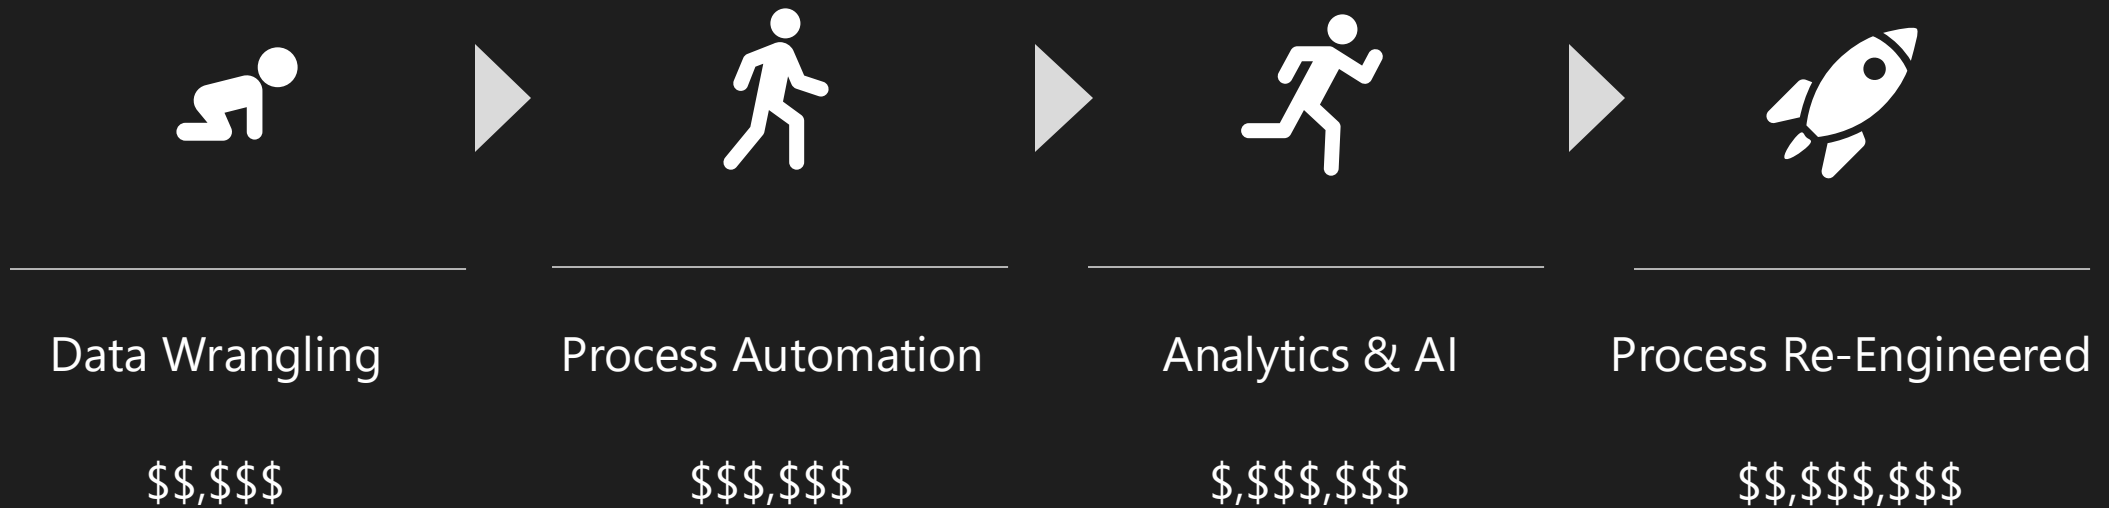 Data Wrangling
Process Automation
Analytics & AI
Process Re-Engineered
$$,$$$
$$$,$$$
$,$$$,$$$
$$,$$$,$$$